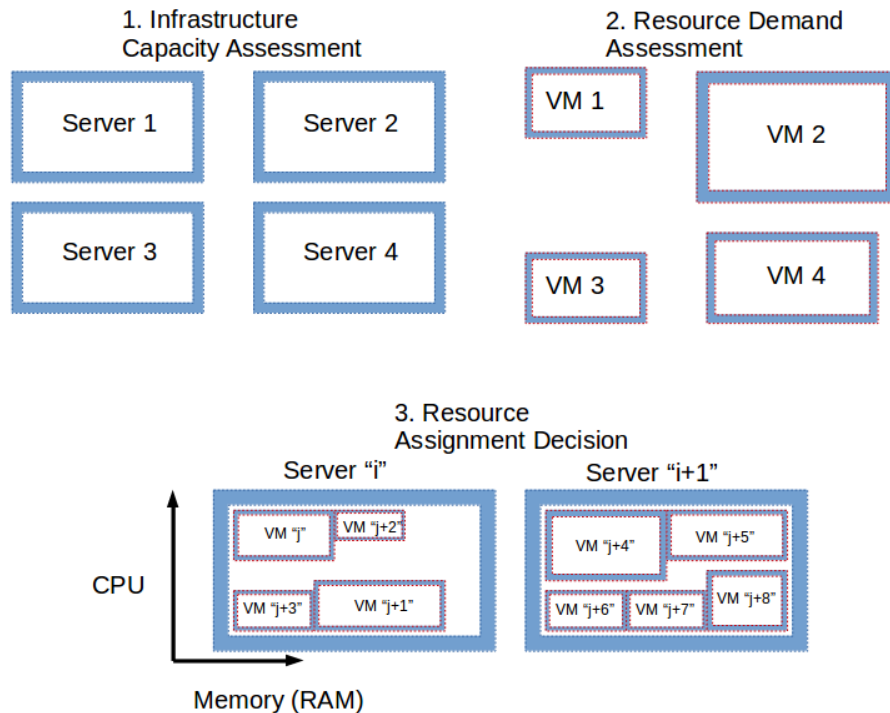 1. Infrastructure
Capacity Assessment
Server 1
Server 2
Server 3
Server 4
2. Resource Demand
Assessment
VM 1
VM 2
VM 3
VM 4
3. Resource
Assignment Decision
Server “i”
Server “i+1”
CPU
VM “j”
VM “j+2”
VM “j+3”
VM “j+1”
VM “j+4”
VM “j+5”
VM “j+6”
VM “j+7”
VM “j+8”
Memory (RAM)